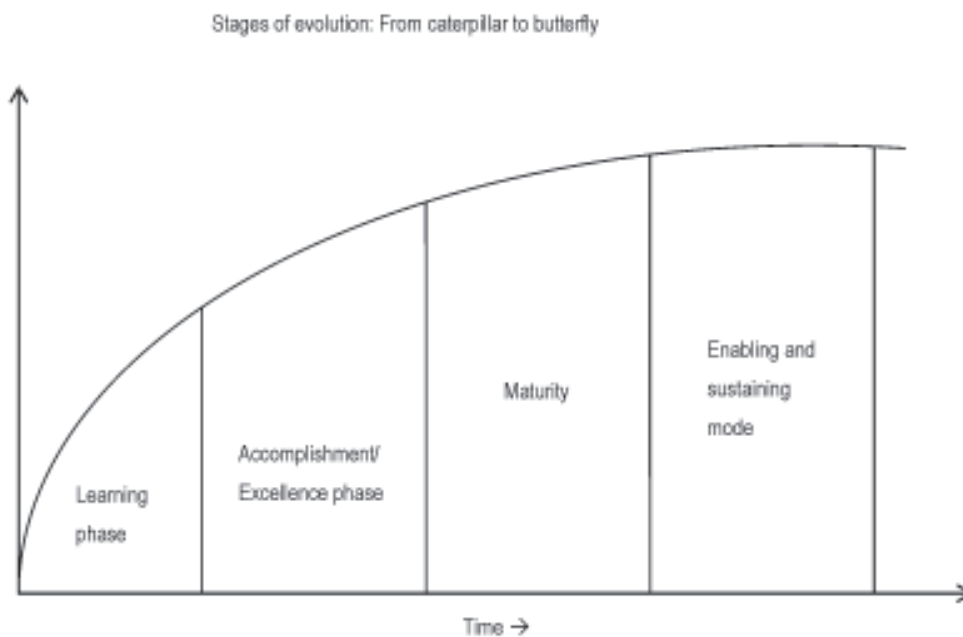 Stages of evolution: From caterpillar to butterfly
Learning
phase
Accomplishment/
Excellence phase
Maturity
Enabling and
sustaining
mode
Time →